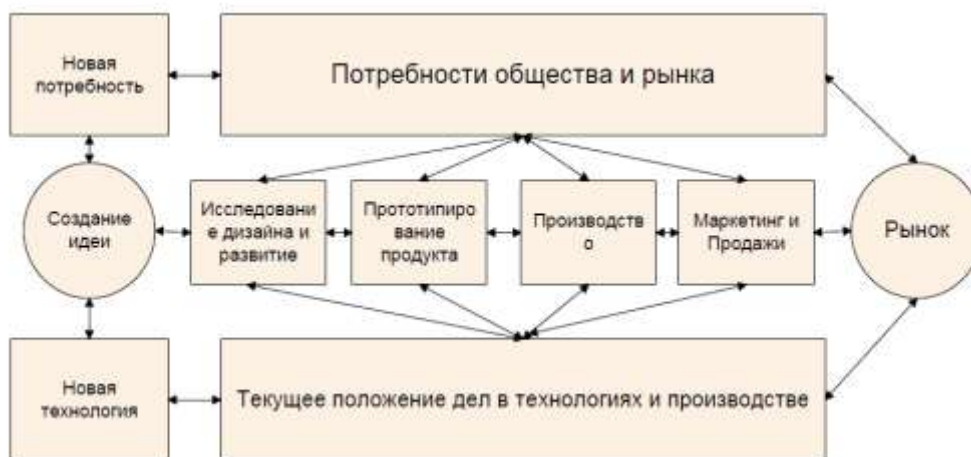 Новая
потребность
Потребности общества и рынка
Создание
идеи
Исследовани
е дизайна и
развитие
Прототипиро
вание
продукта
Производств
о
Маркетинг и
Продажи
Рынок
Новая
технология
Текущее положение дел в технологиях и производстве